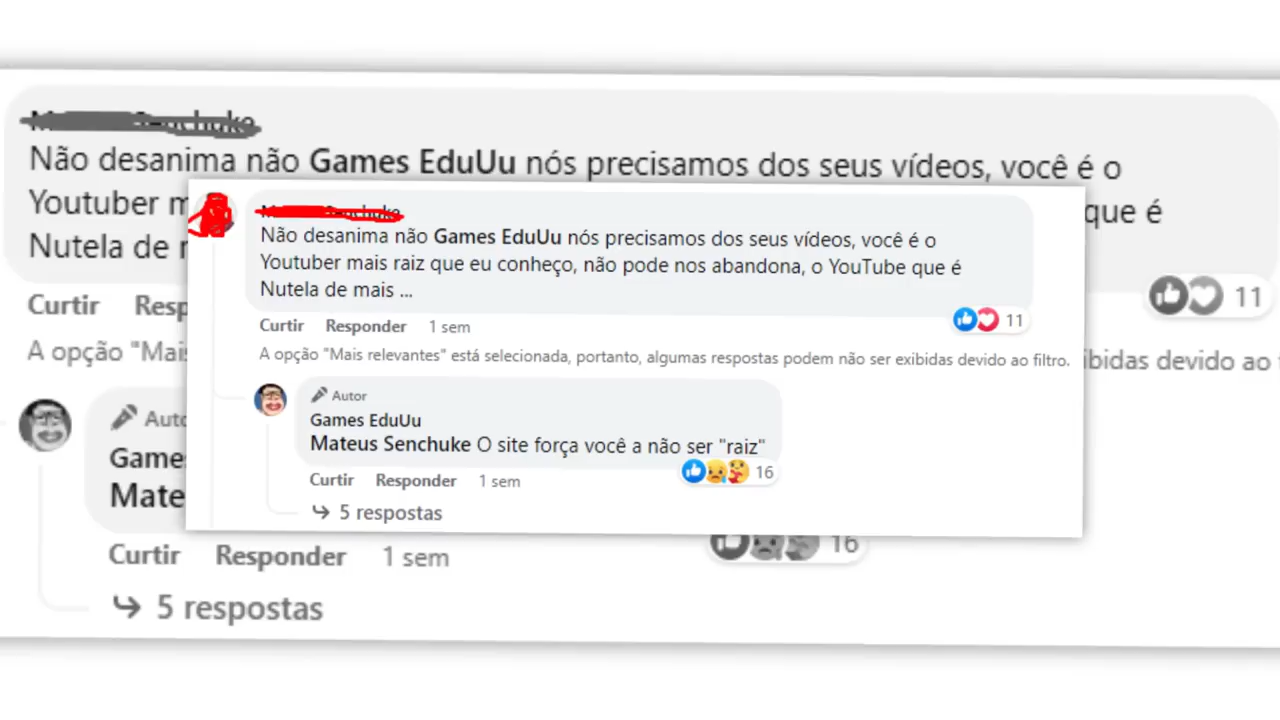 Não desanima não Games EduUu nós precisamos dos seus vídeos, você é o
Youtuber que é
Nutela de
Curtir
11
A opção devido ao
Não desanima não Games EduUu nós precisamos dos seus vídeos, você é o
Youtuber mais raiz que eu conheço, não pode nos abandona, o YouTube que é
Nutela de mais ...
Curtir Responder 1 sem 11
A opção "Mais relevantes" está selecionada, portanto, algumas respostas podem não ser exibidas devido ao filtro.
Autor
Games EduUu
Mateus Senchuke O site força você a não ser "raiz"
Curtir Responder 1 sem 16
5 respostas
Games
Curtir Responder 1 sem 16
5 respostas